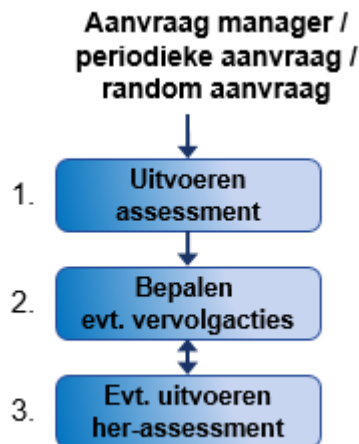 Aanvraag manager /
periodieke aanvraag /
random aanvraag
1.
Uitvoeren
assessment
2.
Bepalen
evt. vervolgacties
3.
Evt. uitvoeren
her-assessment